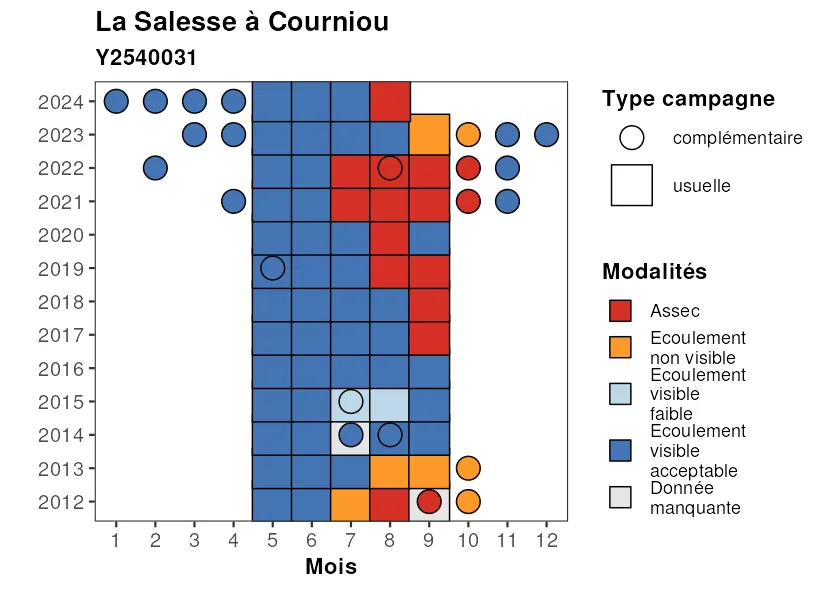 La Salesse à Courniou
Y2540031
2024
2023
2022
2021
2020
2019
2018
2017
2016
2015
2014
2013
2012
1 2 3 4 5 6 7 8 9 10 11 12
Mois
Type campagne
complémentaire
usuelle
Modalités
Assec
Ecoulement
non visible
Ecoulement
visible
faible
Ecoulement
visible
acceptable
Donnée
manquante